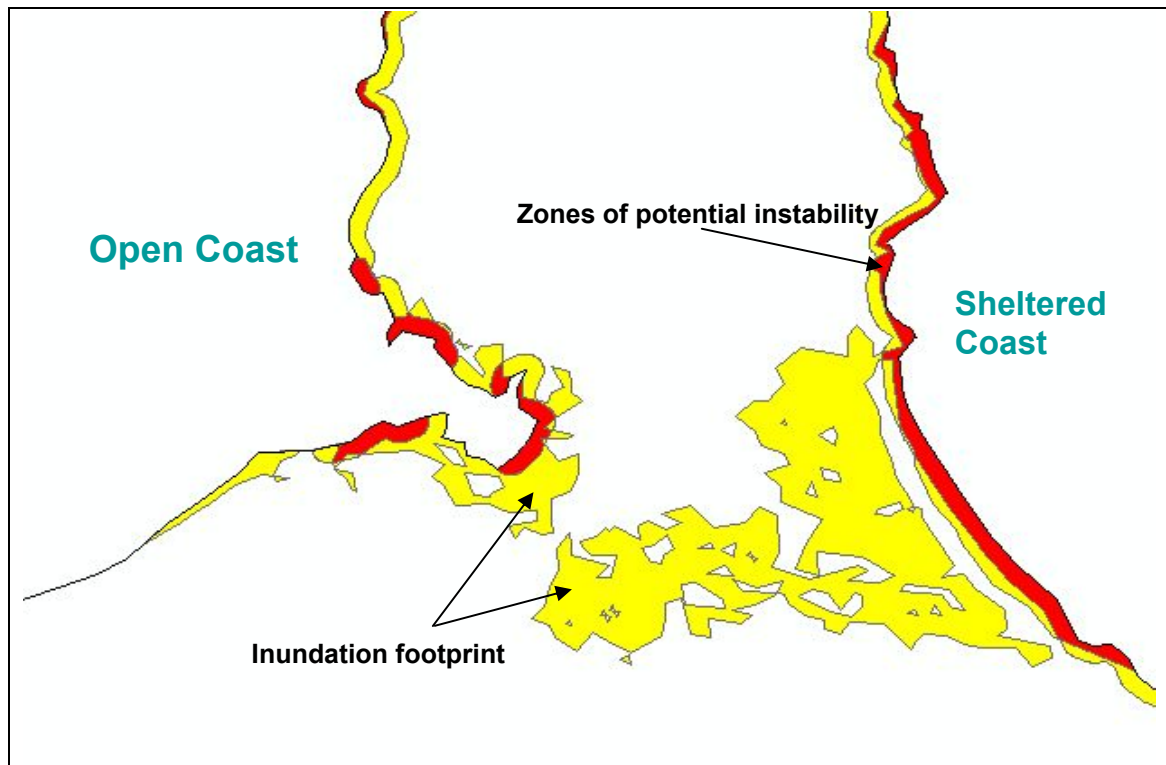 Zones of potential instability
Open Coast
Sheltered
Coast
Inundation footprint